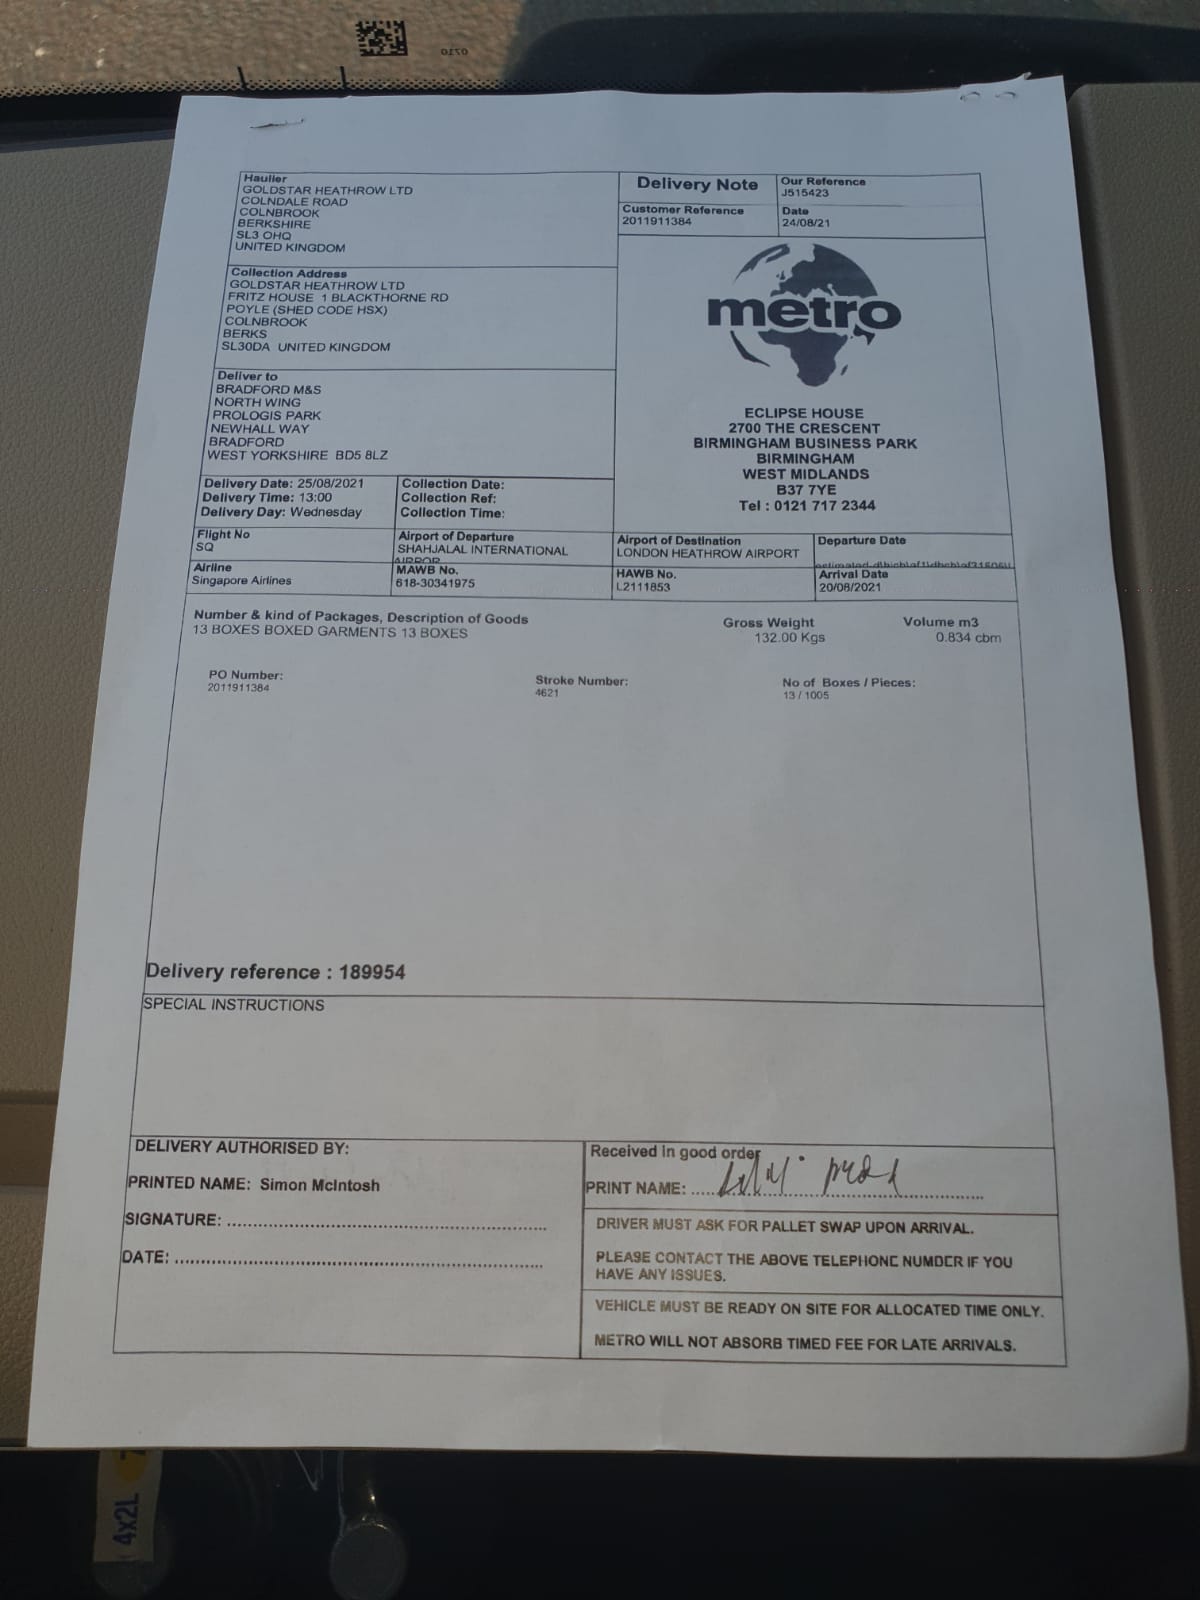 0710
Haulier
GOLDSTAR HEATHROW LTD
COLNDALE ROAD
COLNBROOK
BERKSHIRE
SL3 OHQ
UNITED KINGDOM
Delivery Note
Our Reference
J515423
Customer Reference
2011911384
Date
24/08/21
Collection Address
GOLDSTAR HEATHROW LTD
FRITZ HOUSE 1 BLACKTHORNE RD
POYLE (SHED CODE HSX)
COLNBROOK
BERKS
SL30DA UNITED KINGDOM
metro
Deliver to
BRADFORD M&S
NORTH WING
PROLOGIS PARK
NEWHALL WAY
BRADFORD
WEST YORKSHIRE BD5 8LZ
ECLIPSE HOUSE
2700 THE CRESCENT
BIRMINGHAM BUSINESS PARK
BIRMINGHAM
WEST MIDLANDS
B37 7YE
Tel : 0121 717 2344
Delivery Date: 25/08/2021
Delivery Time: 13:00
Delivery Day: Wednesday
Collection Date:
Collection Ref:
Collection Time:
Flight No
SQ
Airport of Departure
SHAHJALAL INTERNATIONAL
Airport of Destination
LONDON HEATHROW AIRPORT
Departure Date
Airline
Singapore Airlines
MAWB No.
618-30341975
HAWB No.
L2111853
Arrival Date
20/08/2021
Number & kind of Packages, Description of Goods
13 BOXES BOXED GARMENTS 13 BOXES
Gross Weight
132.00 Kgs
Volume m3
0.834 cbm
PO Number:
2011911384
Stroke Number:
4621
No of Boxes / Pieces:
13 / 1005
Delivery reference : 189954
SPECIAL INSTRUCTIONS
DELIVERY AUTHORISED BY:
PRINTED NAME: Simon McIntosh
SIGNATURE: ....................................................
DATE: ....................................................
Received in good order
PRINT NAME: ....................................................
DRIVER MUST ASK FOR PALLET SWAP UPON ARRIVAL.
PLEASE CONTACT THE ABOVE TELEPHONE NUMBER IF YOU
HAVE ANY ISSUES.
VEHICLE MUST BE READY ON SITE FOR ALLOCATED TIME ONLY.
METRO WILL NOT ABSORB TIMED FEE FOR LATE ARRIVALS.
4x2L